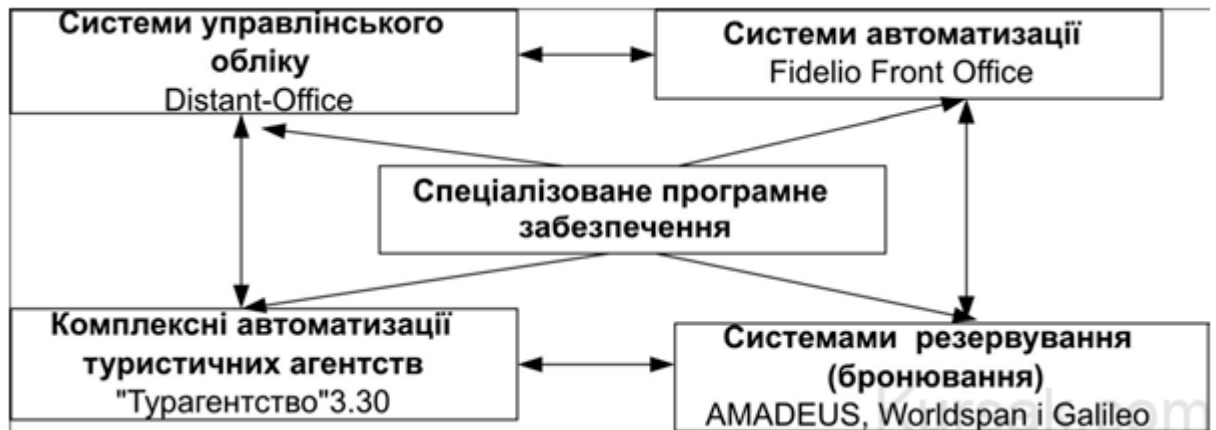 Системи управлінського
обліку
Distant-Office
Системи автоматизації
Fidelio Front Office
Спеціалізоване програмне
забезпечення
Комплексні автоматизації
туристичних агентств
"Турагентство"3.30
Системами резервування
(бронювання)
AMADEUS, Worldspan і Galileo